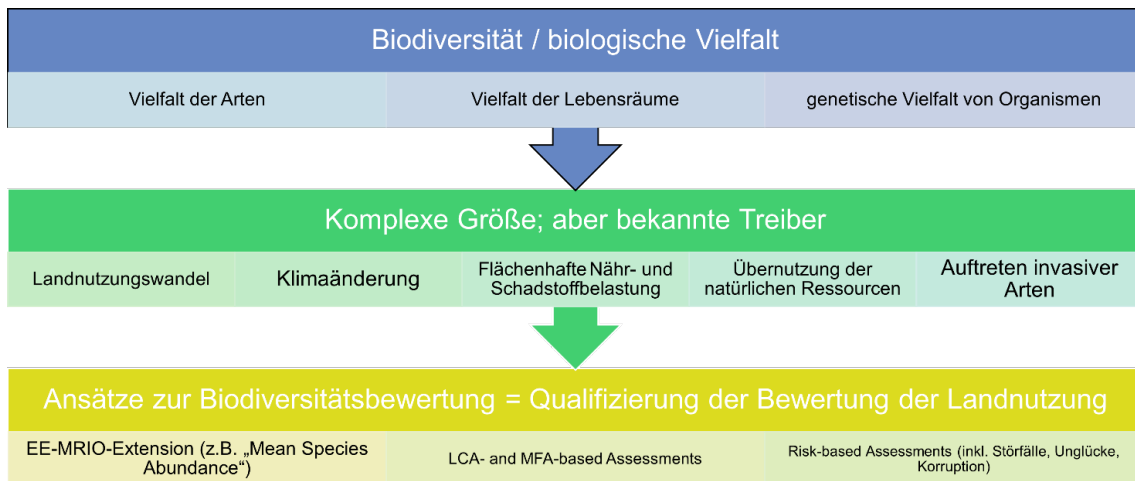 Biodiversität / biologische Vielfalt
Vielfalt der Arten
Vielfalt der Lebensräume
genetische Vielfalt von Organismen
Komplexe Größe; aber bekannte Treiber
Landnutzungswandel
Klimaänderung
Flächenhafte Nähr- und
Schadstoffbelastung
Übernutzung der
natürlichen Ressourcen
Auftreten invasiver
Arten
Ansätze zur Biodiversitätsbewertung = Qualifizierung der Bewertung der Landnutzung
EE-MRIO-Extension (z.B. „Mean Species
Abundance“)
LCA- and MFA-based Assessments
Risk-based Assessments (inkl. Störfälle, Unglücke,
Korruption)